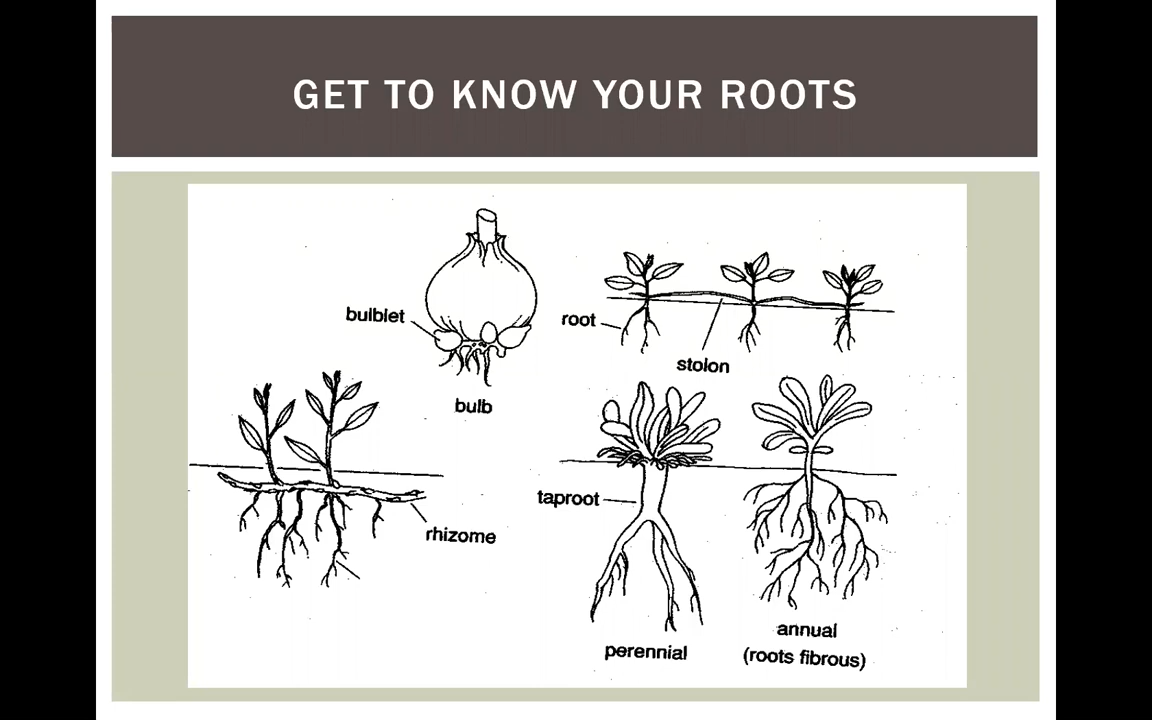 GET TO KNOW YOUR ROOTS
bulblet
bulb
root
stolon
rhizome
taproot
perennial
annual
(roots fibrous)